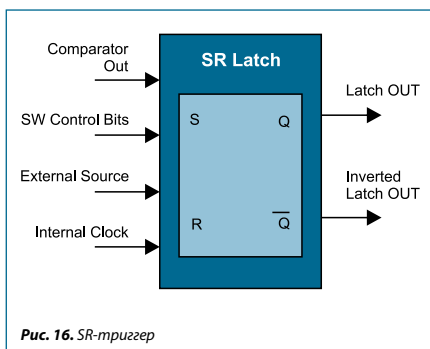 Comparator
Out
SW Control Bits
External Source
Internal Clock
SR Latch
S Q
R Q̅
Latch OUT
Inverted
Latch OUT
Рис. 16. SR-триггер